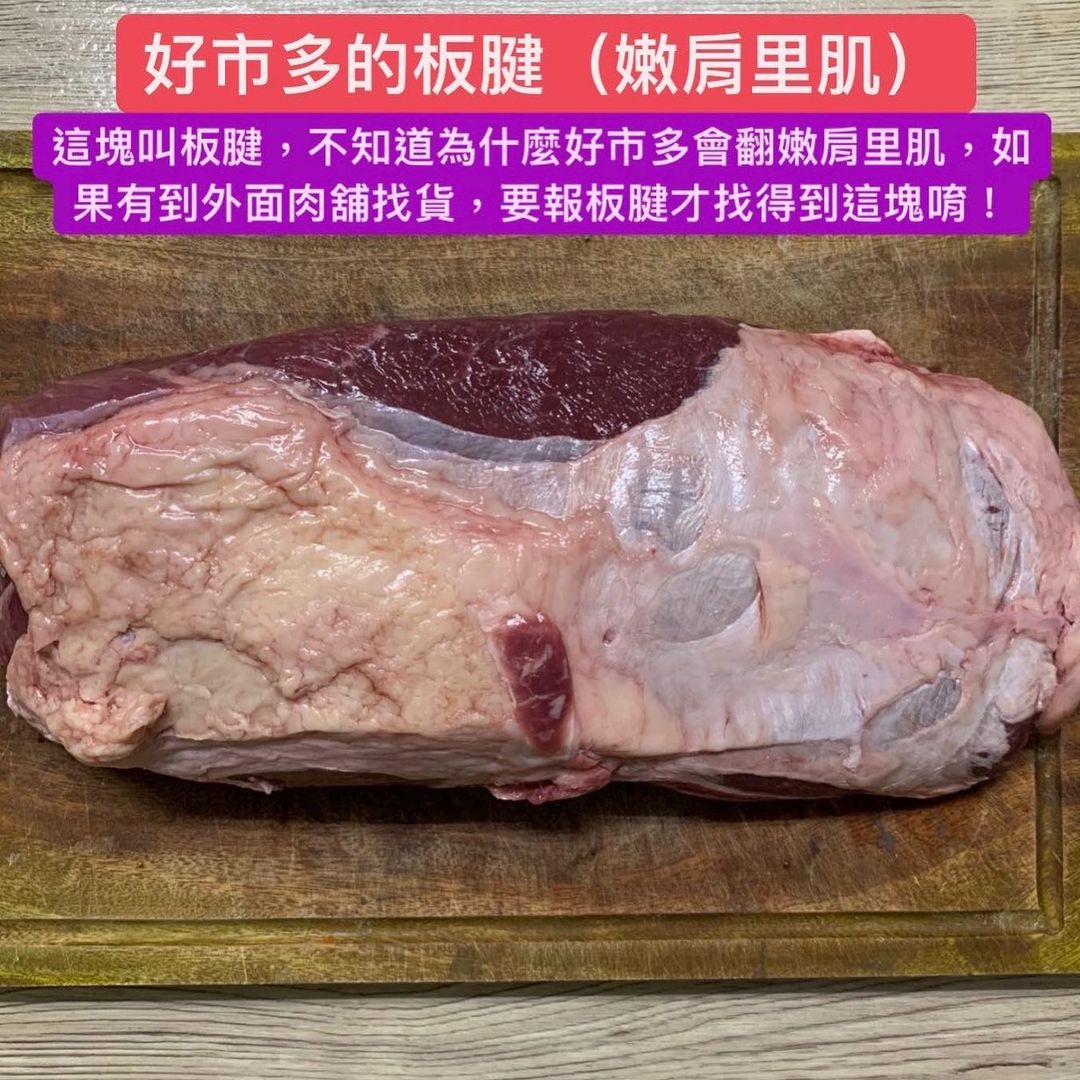 好市多的板腱（嫩肩里肌）
這塊叫板腱，不知道為什麼好市多會翻嫩肩里肌，如
果有到外面肉舖找貨，要報板腱才找得到這塊唷！